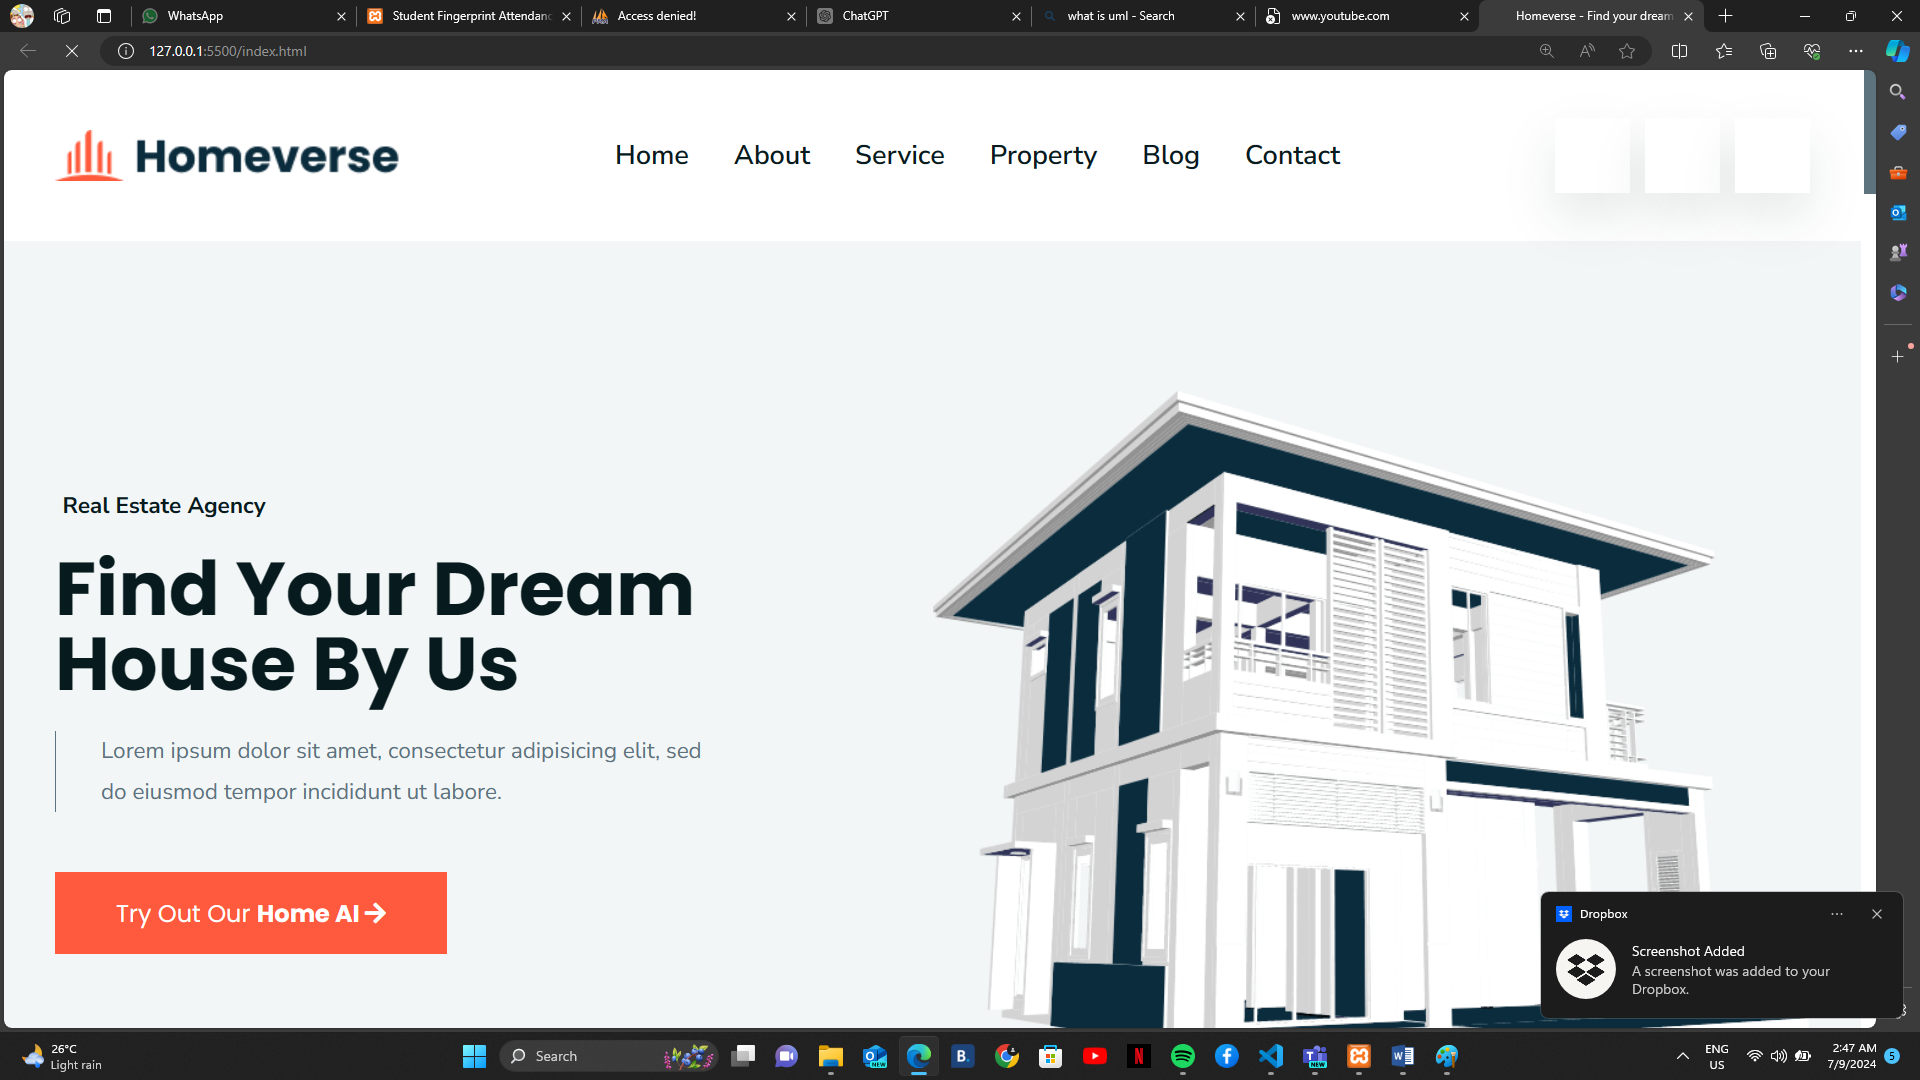 WhatsApp
Student Fingerprint Attendanc
Access denied!
ChatGPT
what is uml - Search
www.youtube.com
Homeverse - Find your dream
127.0.0.1:5500/index.html
Homeverse
Home
About
Service
Property
Blog
Contact
Real Estate Agency
Find Your Dream
House By Us
Lorem ipsum dolor sit amet, consectetur adipisicing elit, sed
do eiusmod tempor incididunt ut labore.
Try Out Our Home AI
Dropbox
Screenshot Added
A screenshot was added to your
Dropbox.
26°C
Light rain
Search
NEW
B.
N
NEW
ENG
US
2:47 AM
7/9/2024
5